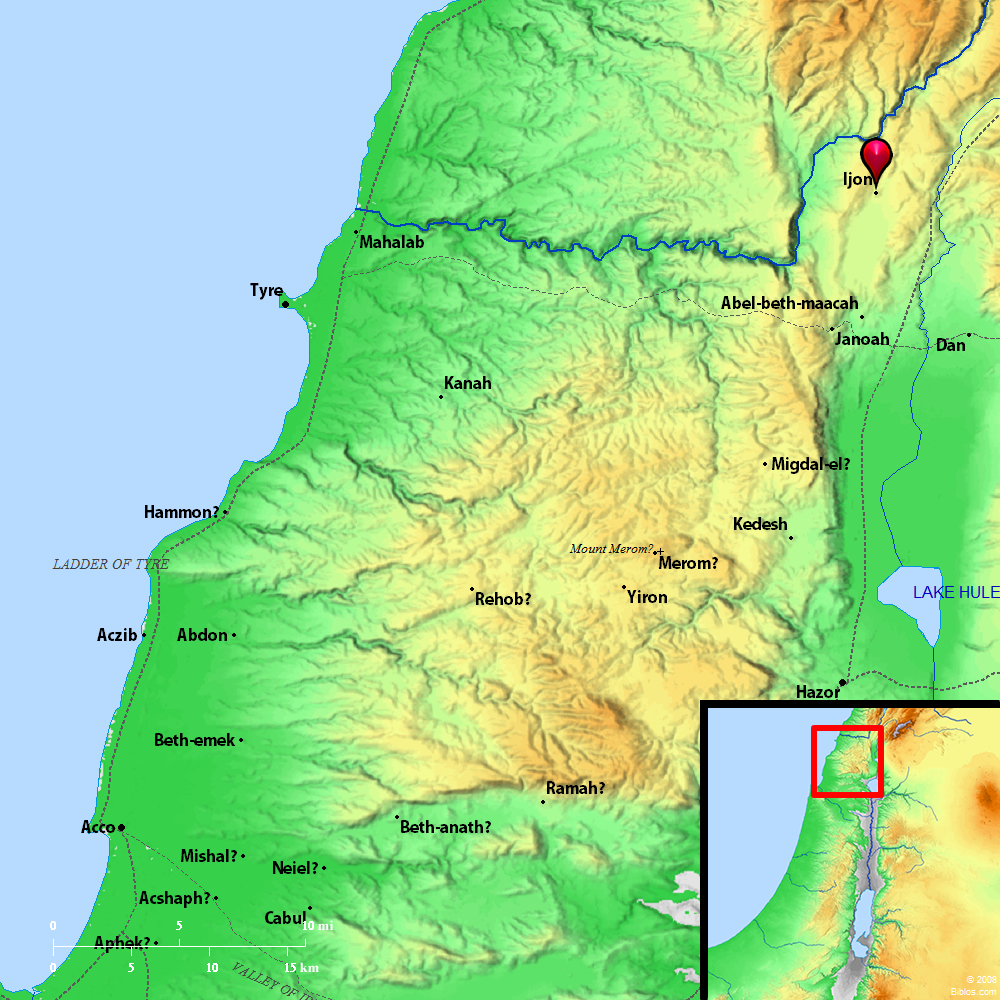 Ijon
Mahalab
Tyre
Abel-beth-maacah
Janoah
Dan
Kanah
Migdal-el?
Hammon?
Kedesh
Mount Merom?
LADDER OF TYRE
Merom?
LAKE HULE
Rehob?
Yiron
Aczib
Abdon
Hazor
Beth-emek
Ramah?
Acco
Beth-anath?
Mishal?
Neiel?
Acshaph?
Cabul
0 5 10 mi
Aphek?
0 5 10 15 km
VALLEY OF
© 2008
Biblos.com